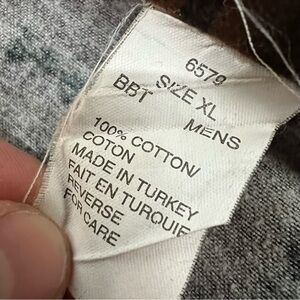 6579
SIZE XL
BBT MENS
100% COTTON/
COTON
MADE IN TURKEY
FAIT EN TURQUIE
REVERSE
FOR CARE